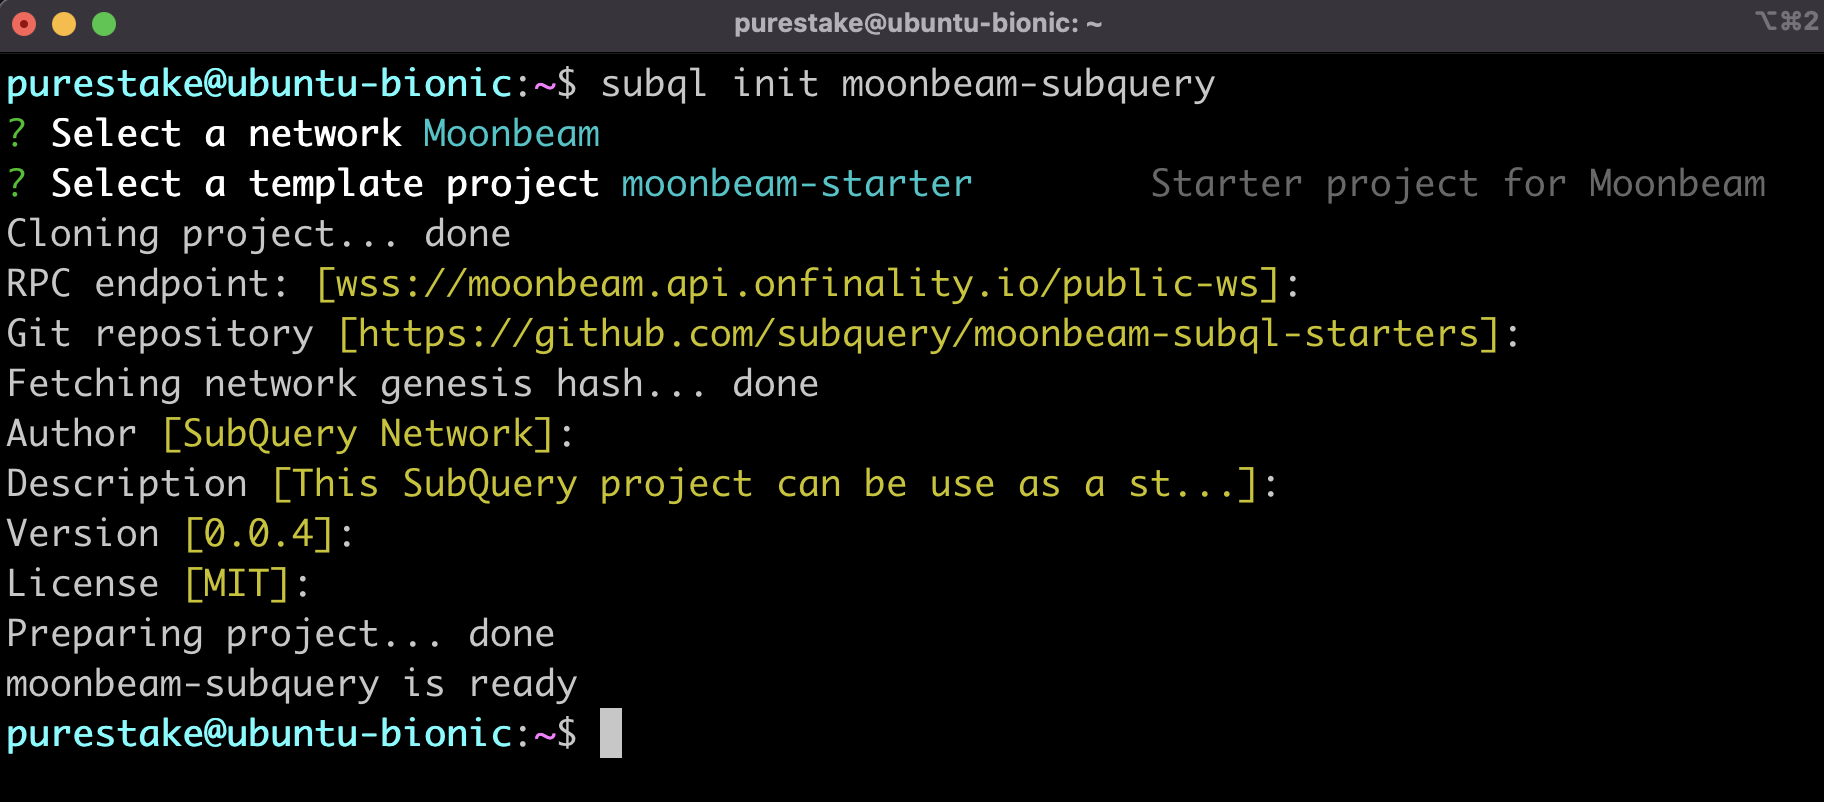 purestake@ubuntu-bionic: ~
⌥⌘2
purestake@ubuntu-bionic:~$ subql init moonbeam-subquery
? Select a network Moonbeam
? Select a template project moonbeam-starter Starter project for Moonbeam
Cloning project... done
RPC endpoint: [wss://moonbeam.api.onfinality.io/public-ws]:
Git repository [https://github.com/subquery/moonbeam-subql-starters]:
Fetching network genesis hash... done
Author [SubQuery Network]:
Description [This SubQuery project can be use as a st...]:
Version [0.0.4]:
License [MIT]:
Preparing project... done
moonbeam-subquery is ready
purestake@ubuntu-bionic:~$